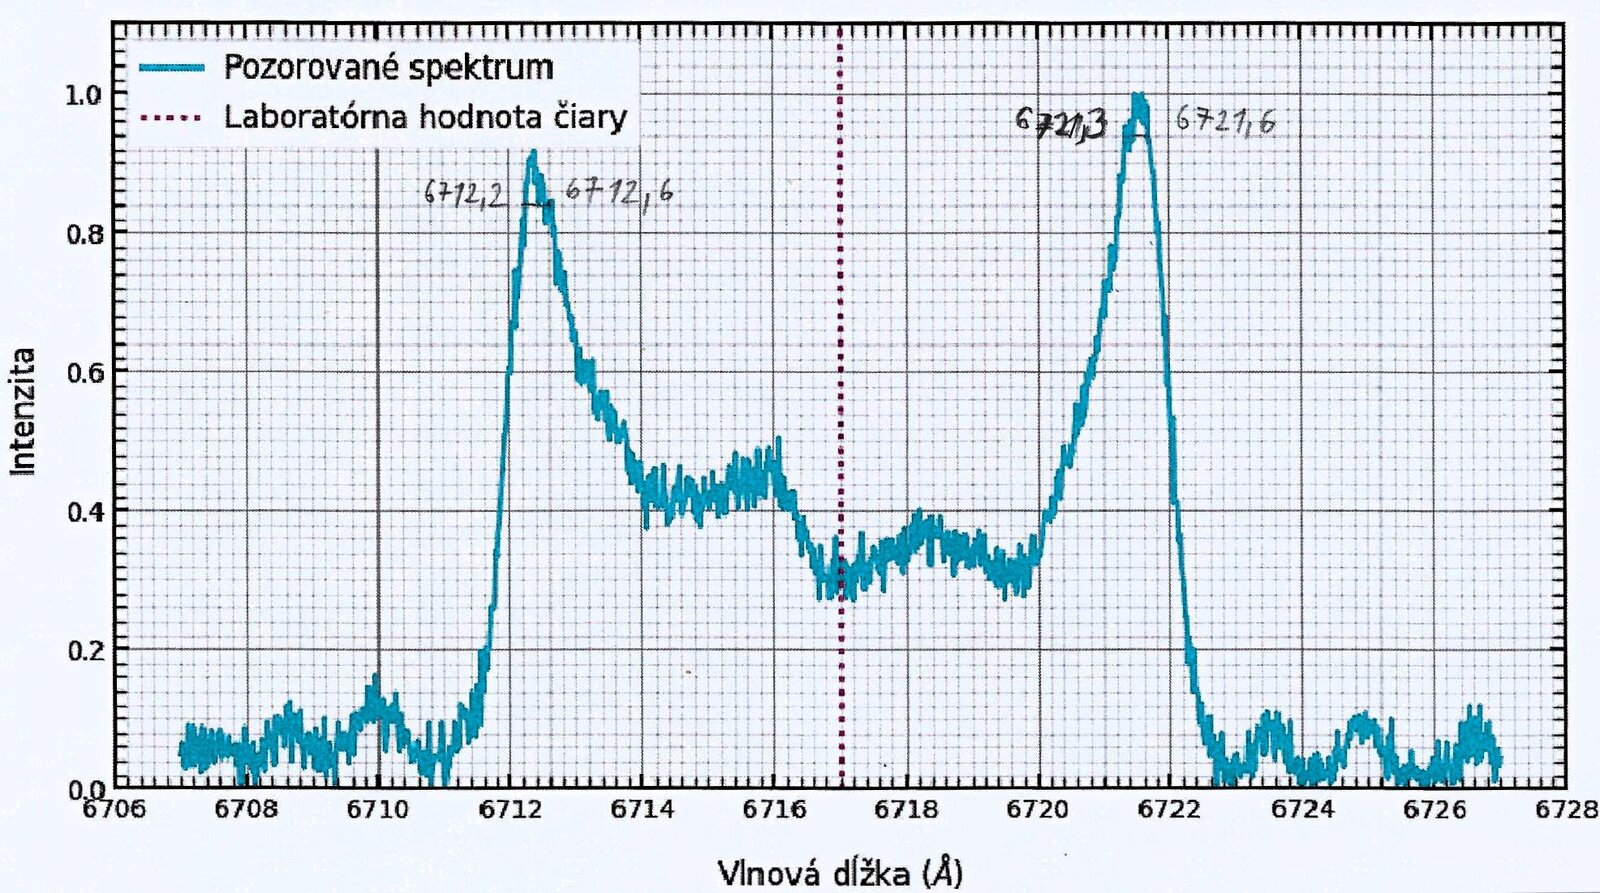 Pozorované spektrum
Laboratórna hodnota čiary
6721,3 6721,6
6712,2 6712,6
1.0
0.8
0.6
0.4
0.2
0.0
Intenzita
6706 6708 6710 6712 6714 6716 6718 6720 6722 6724 6726 6728
Vlnová dĺžka (Å)